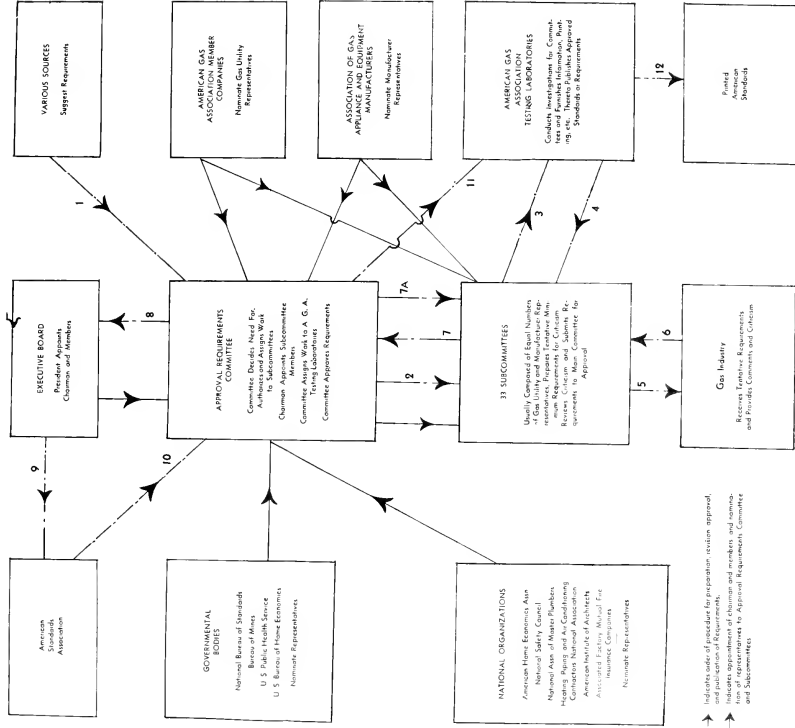 VARIOUS SOURCES
Suggest Requirements
AMERICAN GAS
ASSOCIATION MEMBER
COMPANIES
Nominate Gas Utility
Representatives
ASSOCIATION OF GAS
APPLIANCE AND EQUIPMENT
MANUFACTURERS
Nominate Manufacturer
Representatives
AMERICAN GAS
ASSOCIATION
TESTING LABORATORIES
Conducts Investigations for Commit-
tees and Furnishes Information, Print-
ing, etc. Thereto Publishes Approved
Standards or Requirements
12
Printed
American
Standards
1
11
3
4
EXECUTIVE BOARD
President Appoints
Chairman and Members
8
APPROVAL REQUIREMENTS
COMMITTEE
Committee Decides Need For,
Authorizes and Assigns Work
to Subcommittees
Chairman Appoints Subcommittee
Members
Committee Assigns Work to A. G. A.
Testing Laboratories
Committee Approves Requirements
2
7
7A
33 SUBCOMMITTEES
Usually Composed of Equal Numbers
of Gas Utility and Manufacturer Rep-
resentatives. Prepares Tentative Mini-
mum Requirements for Criticism
Reviews Criticism and Submits Re-
quirements to Main Committee for
Approval
5
6
Gas Industry
Receives Tentative Requirements
and Provides Comments and Criticism
9
10
American
Standards
Association
GOVERNMENTAL
BODIES
National Bureau of Standards
Bureau of Mines
U S Public Health Service
U S Bureau of Home Economics
Nominate Representatives
NATIONAL ORGANIZATIONS
American Home Economics Assn
National Safety Council
National Assn of Master Plumbers
Heating Piping and Air Conditioning
Contractors National Association
American Institute of Architects
Associated Factory Mutual Fire
Insurance Companies
Nominate Representatives
Indicates order of procedure for preparation, revision approval,
and publication of Requirements.
Indicates appointment of chairman and members and nomina-
tion of representatives to Approval Requirements Committee
and Subcommittees